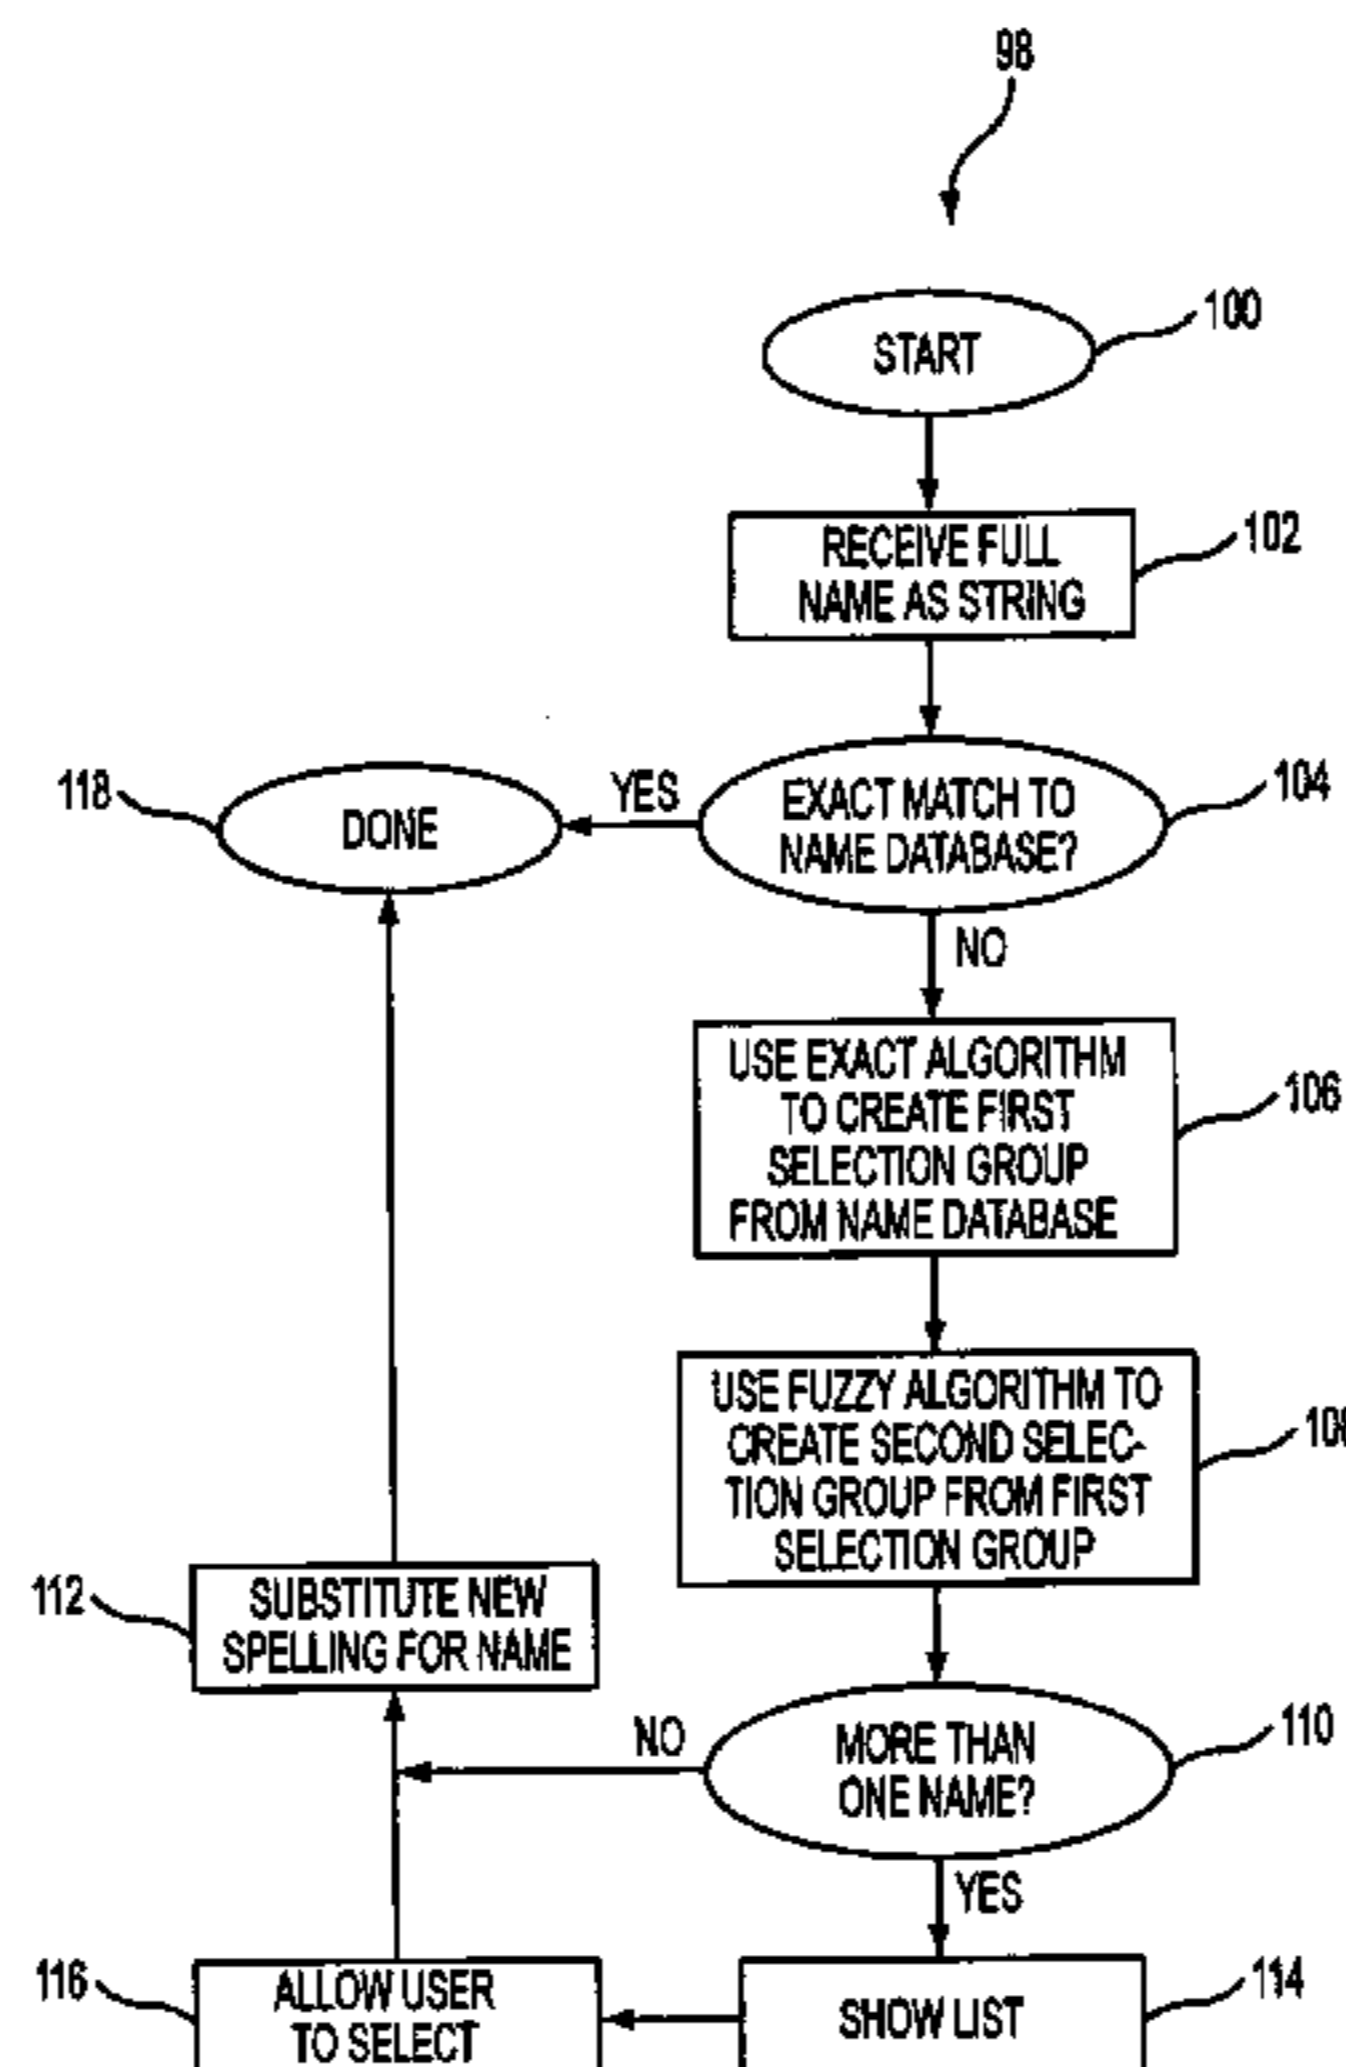 98
START
100
RECEIVE FULL
NAME AS STRING
102
118
DONE
YES
EXACT MATCH TO
NAME DATABASE?
104
NO
USE EXACT ALGORITHM
TO CREATE FIRST
SELECTION GROUP
FROM NAME DATABASE
106
USE FUZZY ALGORITHM TO
CREATE SECOND SELEC-
TION GROUP FROM FIRST
SELECTION GROUP
108
112
SUBSTITUTE NEW
SPELLING FOR NAME
NO
MORE THAN
ONE NAME?
110
YES
116
ALLOW USER
TO SELECT
SHOW LIST
114